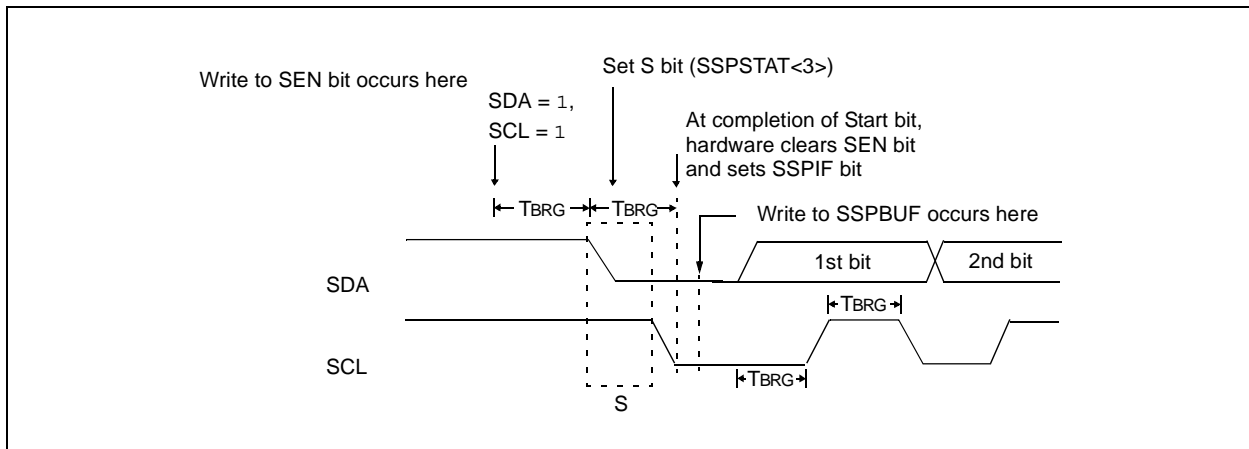 Set S bit (SSPSTAT<3>)
Write to SEN bit occurs here
SDA = 1,
SCL = 1
At completion of Start bit,
hardware clears SEN bit
and sets SSPIF bit
TBRG TBRG
Write to SSPBUF occurs here
1st bit 2nd bit
SDA
TBRG
SCL
TBRG
S